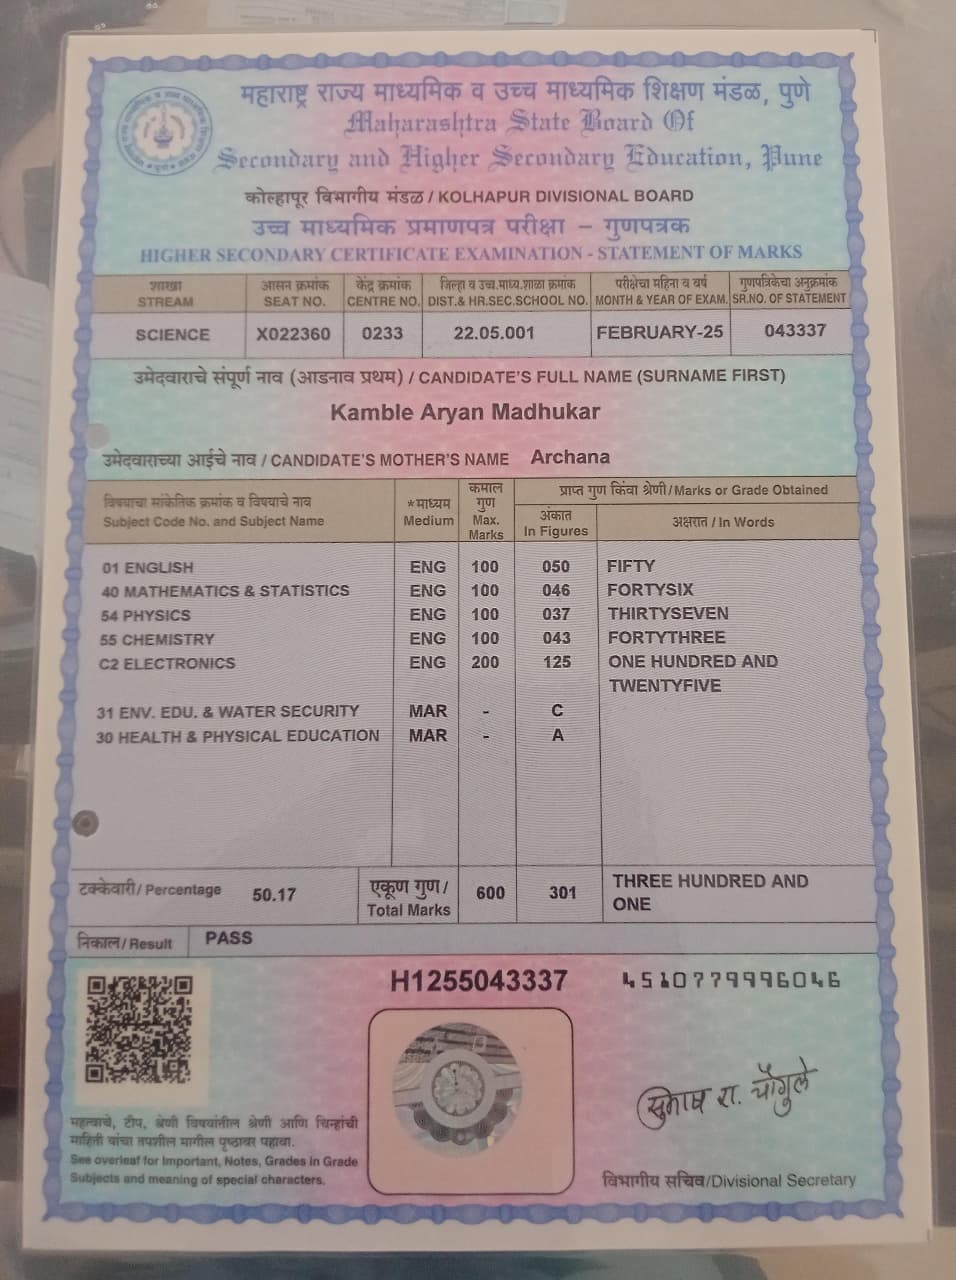 महाराष्ट्र राज्य माध्यमिक व उच्च माध्यमिक शिक्षण मंडळ, पुणे
Maharashtra State Board Of
Secondary and Higher Secondary Education, Pune
कोल्हापूर विभागीय मंडळ / KOLHAPUR DIVISIONAL BOARD
उच्च माध्यमिक प्रमाणपत्र परीक्षा – गुणपत्रक
HIGHER SECONDARY CERTIFICATE EXAMINATION - STATEMENT OF MARKS
शाखा आसन क्रमांक केंद्र क्रमांक जिल्हा व उच्च.माध्य.शाळा क्रमांक परीक्षेचा महिना व वर्ष गुणपत्रिकेचा अनुक्रमांक
STREAM SEAT NO. CENTRE NO. DIST.& HR.SEC.SCHOOL NO. MONTH & YEAR OF EXAM. SR.NO. OF STATEMENT
SCIENCE X022360 0233 22.05.001 FEBRUARY-25 043337
उमेदवाराचे संपूर्ण नाव (आडनाव प्रथम) / CANDIDATE'S FULL NAME (SURNAME FIRST)
Kamble Aryan Madhukar
उमेदवाराच्या आईचे नाव / CANDIDATE'S MOTHER'S NAME Archana
विषयाचा सांकेतिक क्रमांक व विषयाचे नाव *माध्यम कमाल गुण प्राप्त गुण किंवा श्रेणी/Marks or Grade Obtained
Subject Code No. and Subject Name Medium Max. Marks अंकात In Figures अक्षरात / In Words
01 ENGLISH ENG 100 050 FIFTY
40 MATHEMATICS & STATISTICS ENG 100 046 FORTYSIX
54 PHYSICS ENG 100 037 THIRTYSEVEN
55 CHEMISTRY ENG 100 043 FORTYTHREE
C2 ELECTRONICS ENG 200 125 ONE HUNDRED AND
TWENTYFIVE
31 ENV. EDU. & WATER SECURITY MAR - C
30 HEALTH & PHYSICAL EDUCATION MAR - A
टक्केवारी/ Percentage 50.17 एकूण गुण/ Total Marks 600 301 THREE HUNDRED AND
ONE
निकाल/ Result PASS
H1255043337 4510779996046
सुभाष रा. चौगुले
महत्वाचे, टीप, श्रेणी विषयांतील श्रेणी आणि चिन्हांची
माहिती यांचा तपशील मागील पृष्ठावर पहावा.
See overleaf for Important, Notes, Grades in Grade
Subjects and meaning of special characters.
विभागीय सचिव/Divisional Secretary